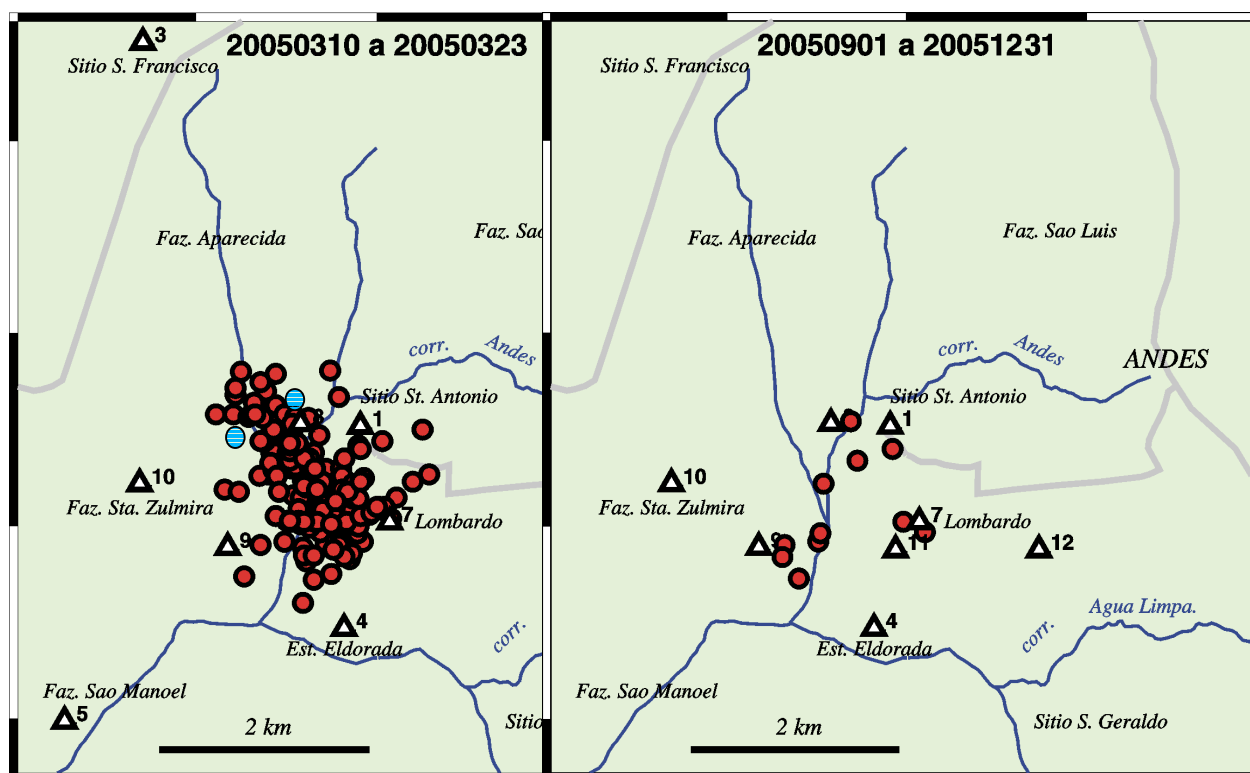 20050310 a 20050323
3
Sitio S. Francisco
Faz. Aparecida
Faz. Sao
corr. Andes
Sitio St. Antonio
1
10
Faz. Sta. Zulmira
7
Lombardo
9
4
Est. Eldorada
corr.
Faz. Sao Manoel
5
Sitio
2 km
20050901 a 20051231
Sitio S. Francisco
Faz. Aparecida
Faz. Sao Luis
corr. Andes
ANDES
Sitio St. Antonio
1
10
Faz. Sta. Zulmira
7
Lombardo
9
11
12
4
Est. Eldorada
corr. Agua Limpa.
Faz. Sao Manoel
Sitio S. Geraldo
2 km